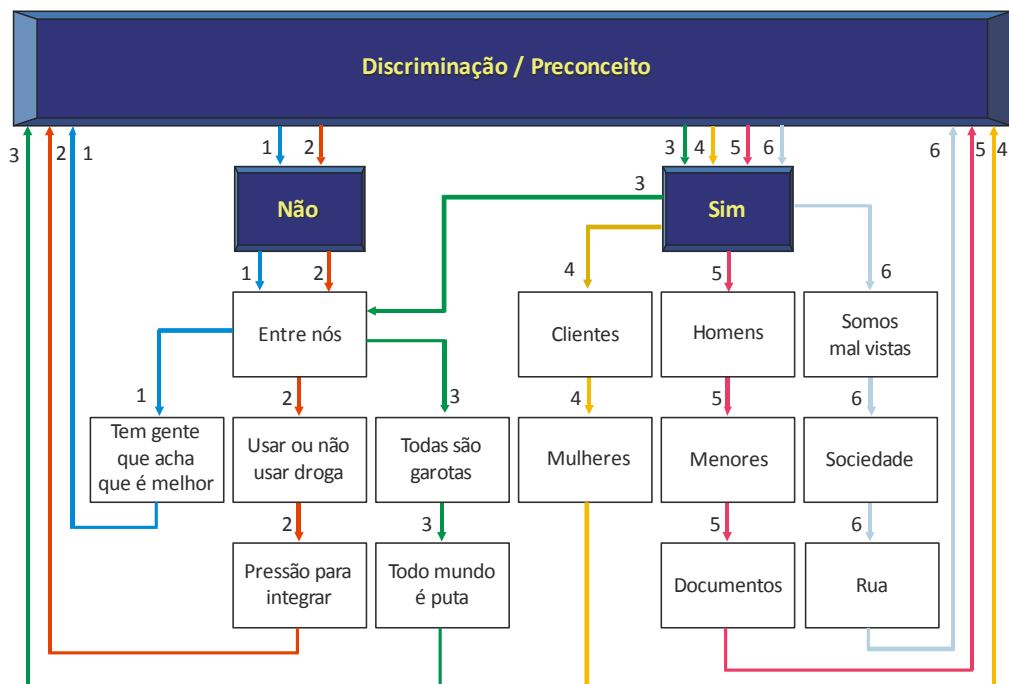 Discriminação / Preconceito
3
2
1
1
2
3
4
5
6
6
5
4
3
Não
Sim
1
2
4
5
6
Entre nós
Clientes
Homens
Somos
mal vistas
1
2
3
4
5
6
Tem gente
que acha
que é melhor
Usar ou não
usar droga
Todas são
garotas
Mulheres
Menores
Sociedade
2
3
5
6
Pressão para
integrar
Todo mundo
é puta
Documentos
Rua